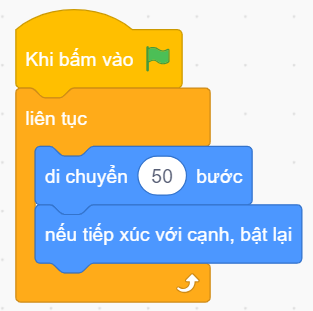 Khi bấm vào
liên tục
di chuyển 50 bước
nếu tiếp xúc với cạnh, bật lại